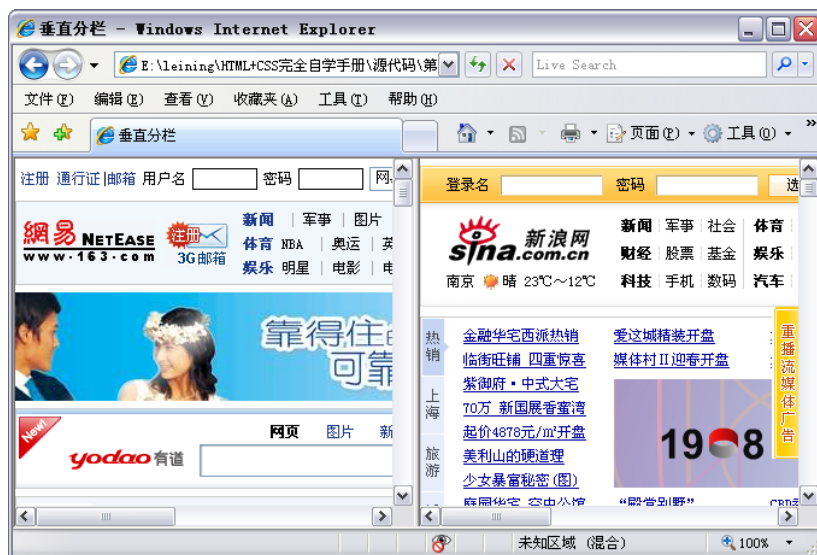 垂直分栏 - Windows Internet Explorer
E:\leining\HTML+CSS完全自学手册\源代码\第
Live Search
文件(F) 编辑(E) 查看(V) 收藏夹(A) 工具(T) 帮助(H)
垂直分栏
页面(P) 工具(O)
注册 通行证|邮箱 用户名 密码
網易 NETEASE
www.163.com
注册
3G邮箱
新闻 | 军事 | 图片
体育 NBA | 奥运 |
娱乐 明星 | 电影 |
靠得住
可靠
New!
yodao有道
网页 图片 新
登录名 密码 选
sina新浪网
.com.cn
南京 晴 23℃~12℃
新闻 军事 社会 体育
财经 股票 基金 娱乐
科技 手机 数码 汽车
热销
上海
旅游
金融华宅西派热销 爱这城精装开盘
临街旺铺 四重惊喜 媒体村II迎春开盘
紫御府·中式大宅
70万 新国展香蜜湾
起价4878元/㎡开盘
美利山的硬道理
少女暴富秘密(图)
1908
重播流媒体广告
未知区域 (混合) 100%